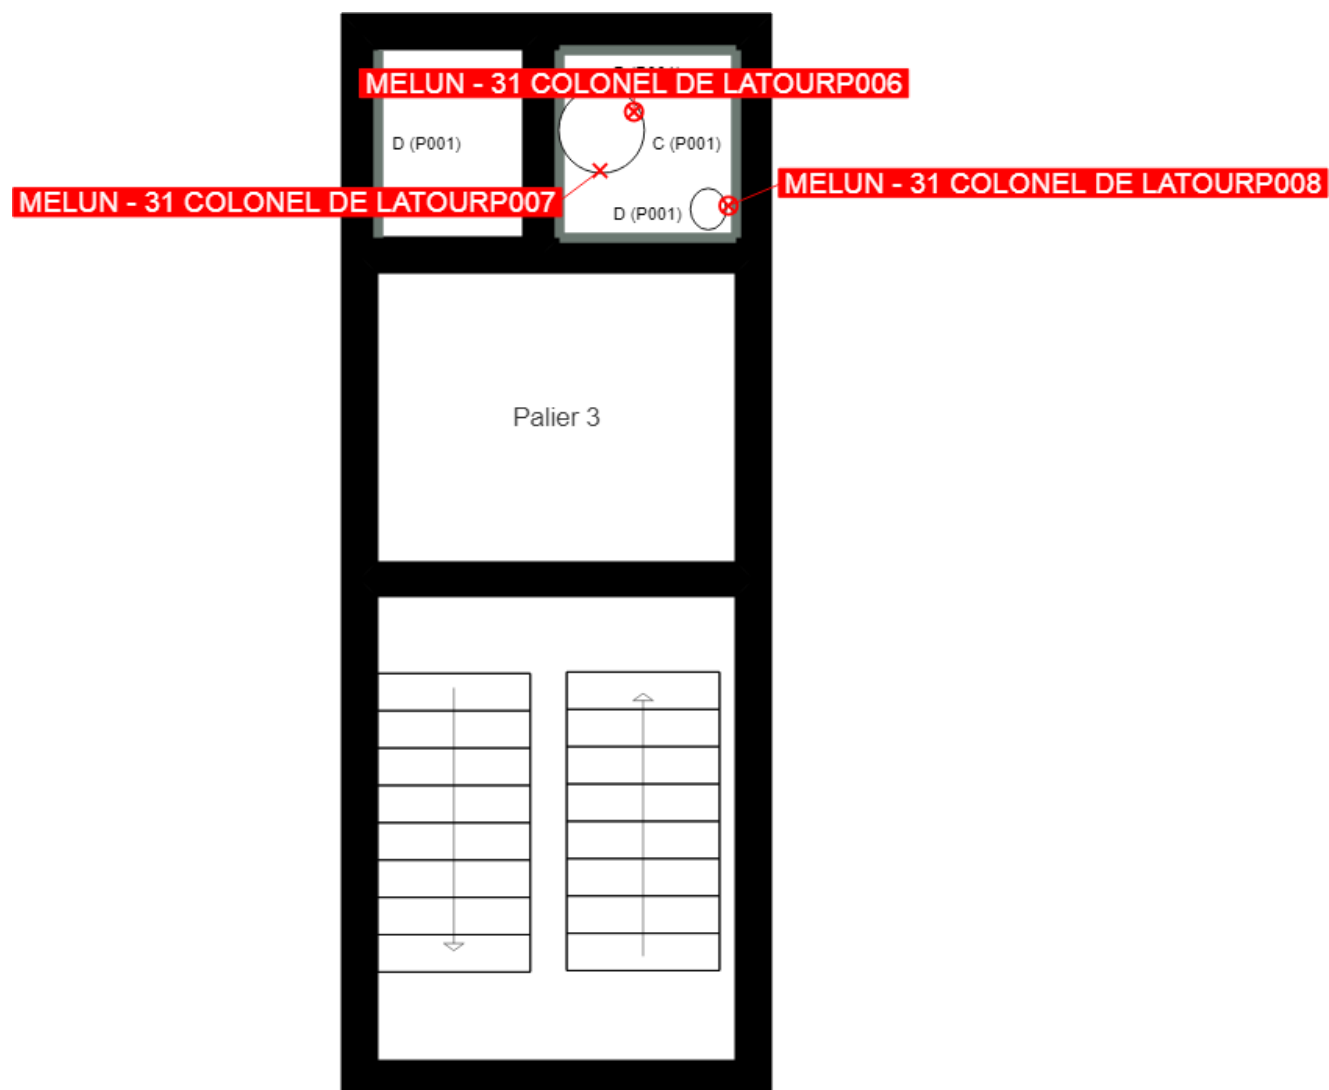 MELUN - 31 COLONEL DE LATOURP006
D (P001)
C (P001)
MELUN - 31 COLONEL DE LATOURP007
MELUN - 31 COLONEL DE LATOURP008
D (P001)
Palier 3